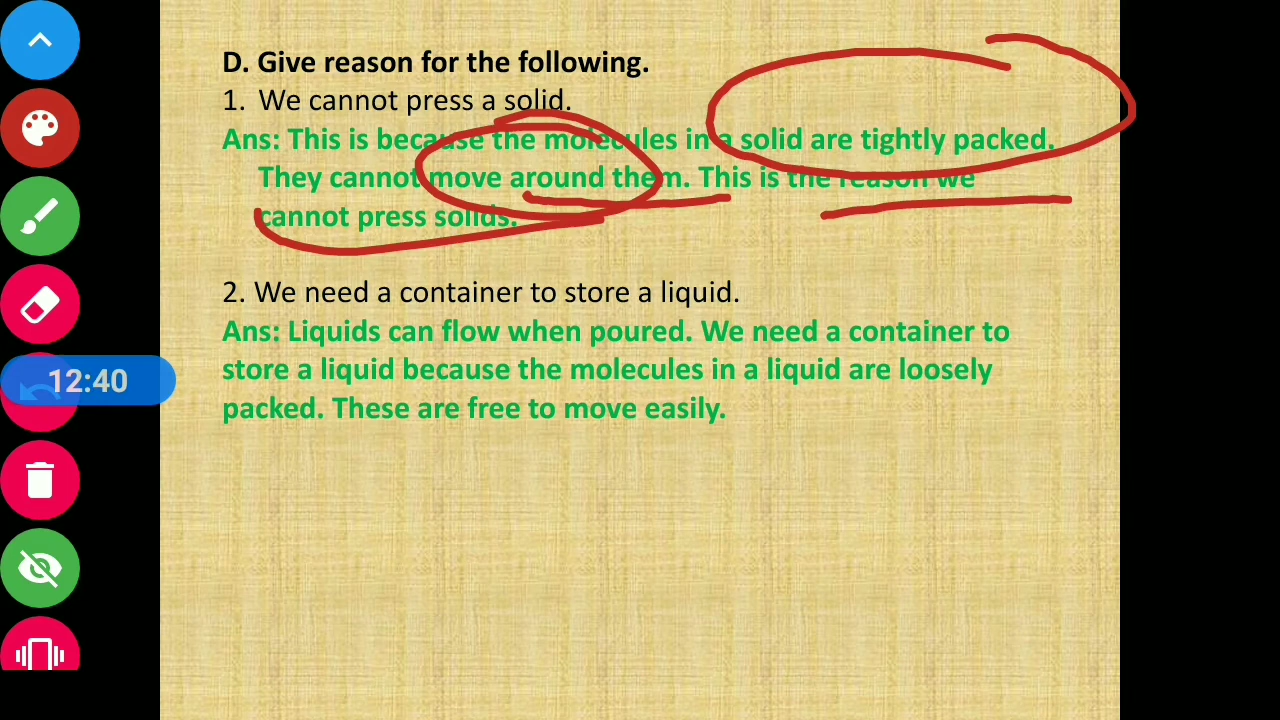 D. Give reason for the following.
1. We cannot press a solid.
Ans: This is because the molecules in a solid are tightly packed.
They cannot move around them. This is the reason we
cannot press solids.
2. We need a container to store a liquid.
Ans: Liquids can flow when poured. We need a container to
store a liquid because the molecules in a liquid are loosely
packed. These are free to move easily.
12:40